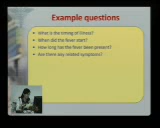 Example questions
• What is the timing of illness?
• When did the fever start?
• How long has the fever been present?
• Are there any related symptoms?